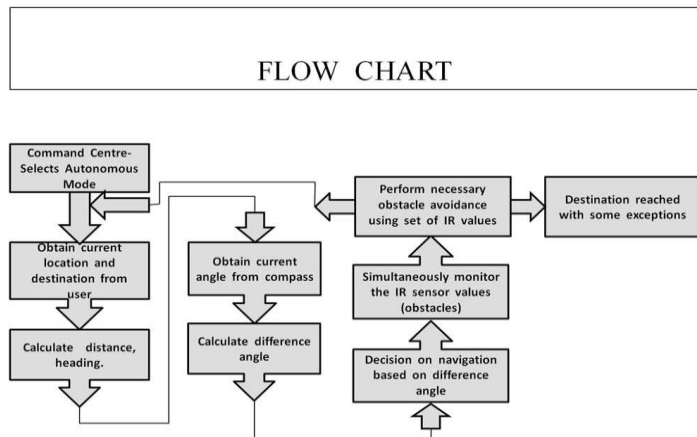 FLOW CHART
Command Centre-
Selects Autonomous
Mode
Obtain current
location and
destination from
user
Calculate distance,
heading.
Obtain current
angle from compass
Calculate difference
angle
Decision on navigation
based on difference
angle
Simultaneously monitor
the IR sensor values
(obstacles)
Perform necessary
obstacle avoidance
using set of IR values
Destination reached
with some exceptions